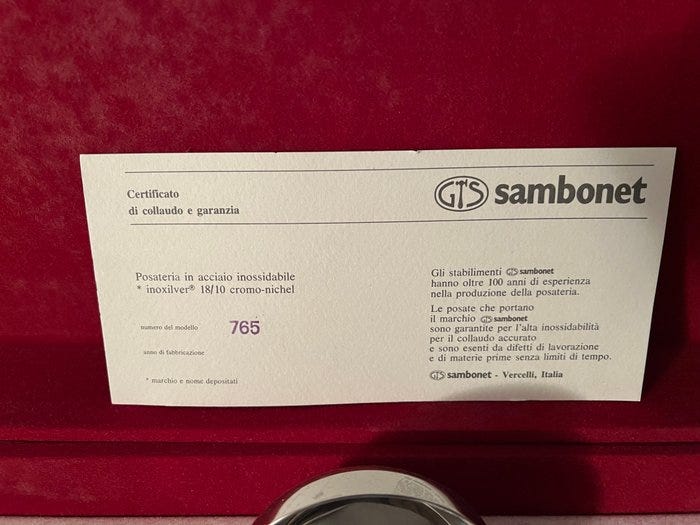 Certificato
di collaudo e garanzia
GTS sambonet
Posateria in acciaio inossidabile
* inoxilver® 18/10 cromo-nichel
numero del modello 765
anno di fabbricazione
* marchio e nome depositati
Gli stabilimenti GTS sambonet
hanno oltre 100 anni di esperienza
nella produzione della posateria.
Le posate che portano
il marchio GTS sambonet
sono garantite per l'alta inossidabilità
per il collaudo accurato
e sono esenti da difetti di lavorazione
e di materie prime senza limiti di tempo.
GTS sambonet - Vercelli, Italia